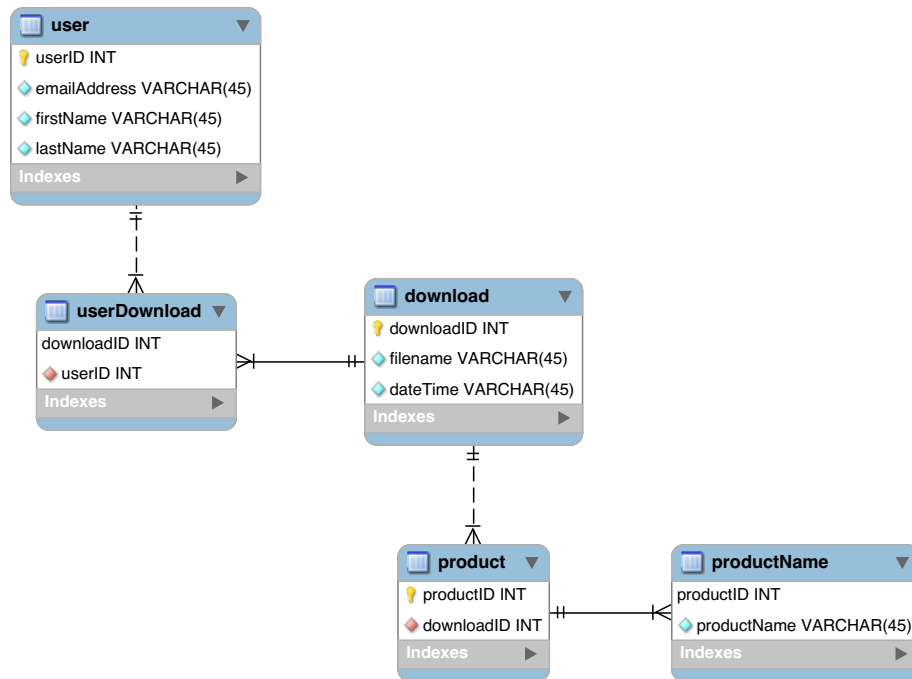 user
userID INT
emailAddress VARCHAR(45)
firstName VARCHAR(45)
lastName VARCHAR(45)
Indexes
userDownload
downloadID INT
userID INT
Indexes
download
downloadID INT
filename VARCHAR(45)
dateTime VARCHAR(45)
Indexes
product
productID INT
downloadID INT
Indexes
productName
productID INT
productName VARCHAR(45)
Indexes